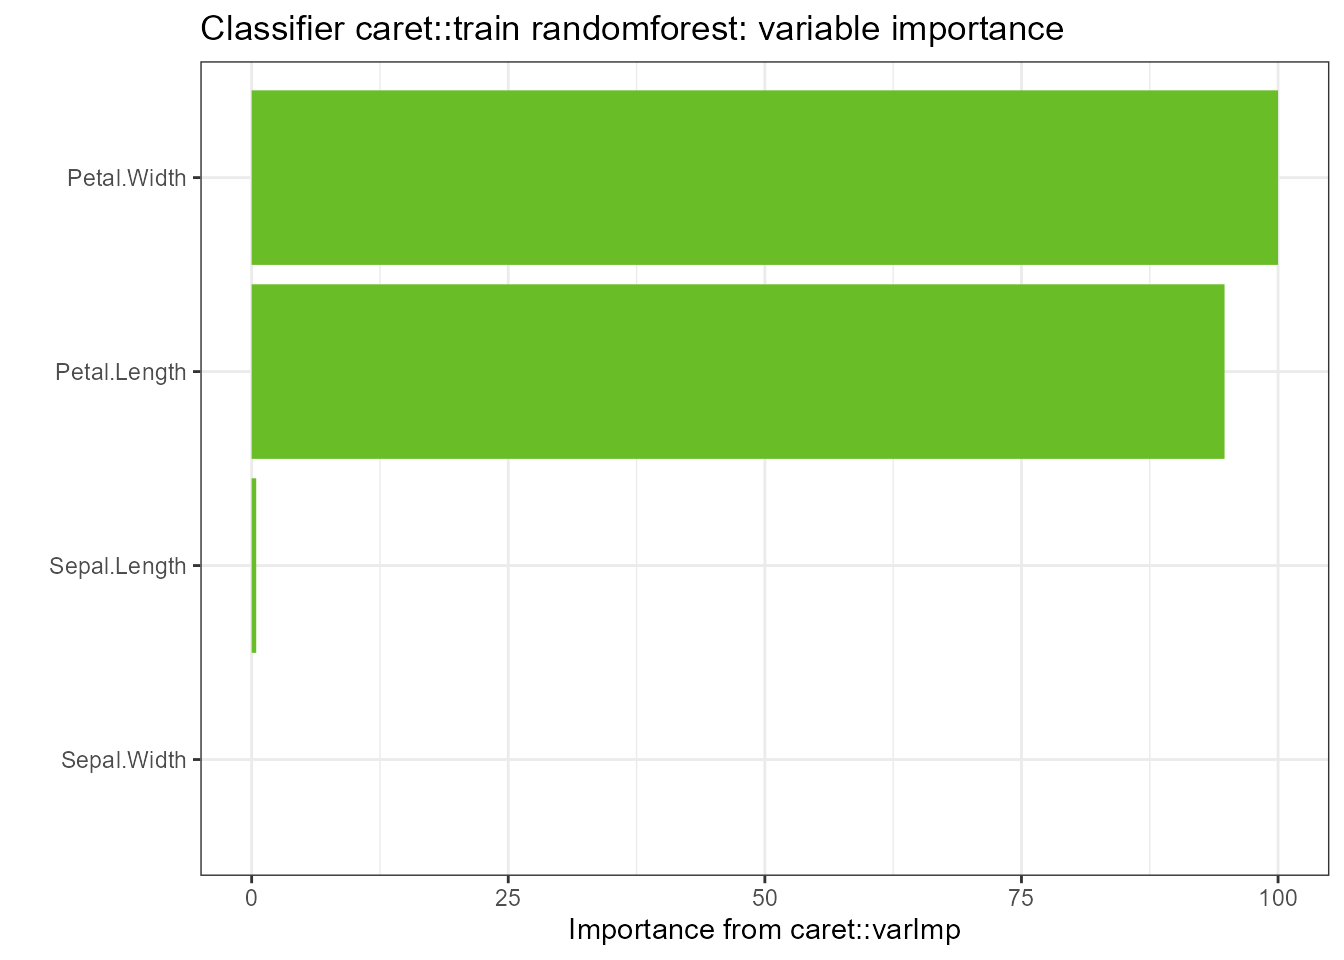 Classifier caret::train randomforest: variable importance
Petal.Width
Petal.Length
Sepal.Length
Sepal.Width
0 25 50 75 100
Importance from caret::varImp